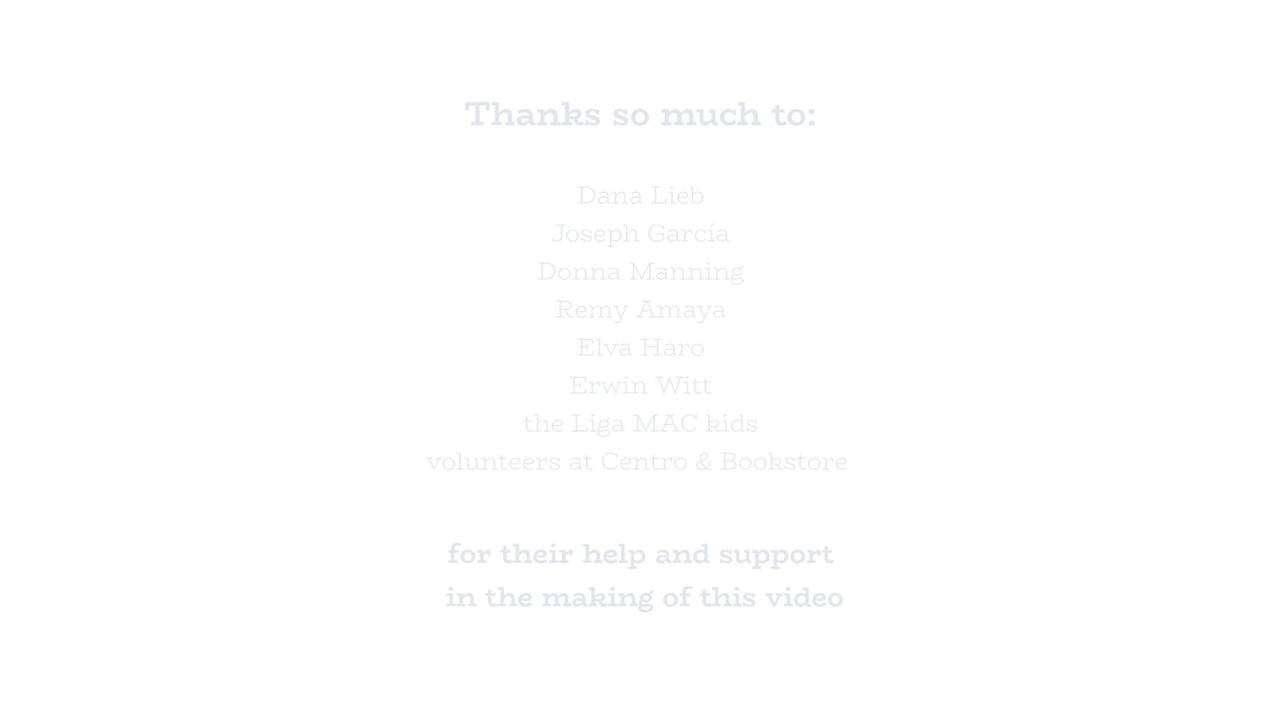 Thanks so much to:
Dana Lieb
Joseph García
Donna Manning
Remy Amaya
Elva Haro
Erwin Witt
the Liga MAC kids
volunteers at Centro & Bookstore
for their help and support
in the making of this video